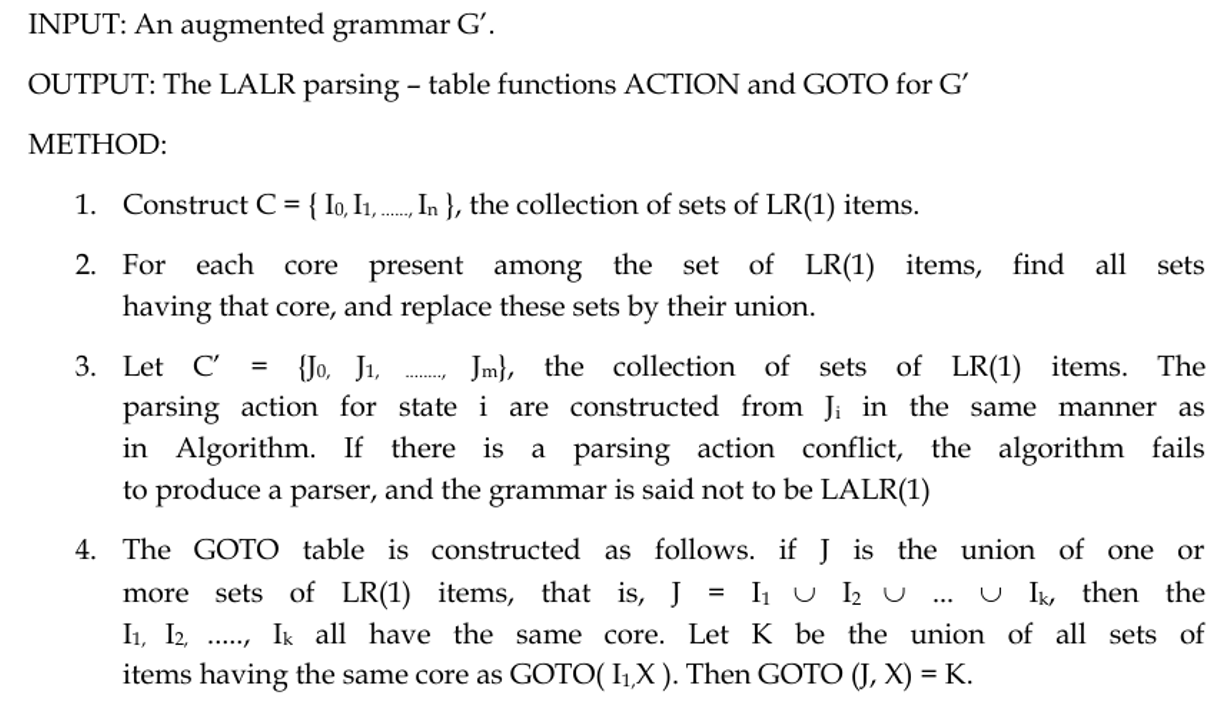 INPUT: An augmented grammar G′.
OUTPUT: The LALR parsing – table functions ACTION and GOTO for G′
METHOD:
1. Construct C = { I₀, I₁, ......, Iₙ }, the collection of sets of LR(1) items.
2. For each core present among the set of LR(1) items, find all sets
having that core, and replace these sets by their union.
3. Let C′ = {J₀, J₁, ........., Jₘ}, the collection of sets of LR(1) items. The
parsing action for state i are constructed from Jᵢ in the same manner as
in Algorithm. If there is a parsing action conflict, the algorithm fails
to produce a parser, and the grammar is said not to be LALR(1)
4. The GOTO table is constructed as follows. if J is the union of one or
more sets of LR(1) items, that is, J = I₁ ∪ I₂ ∪ ... ∪ Iₖ, then the
I₁, I₂, ....., Iₖ all have the same core. Let K be the union of all sets of
items having the same core as GOTO( I₁,X ). Then GOTO (J, X) = K.